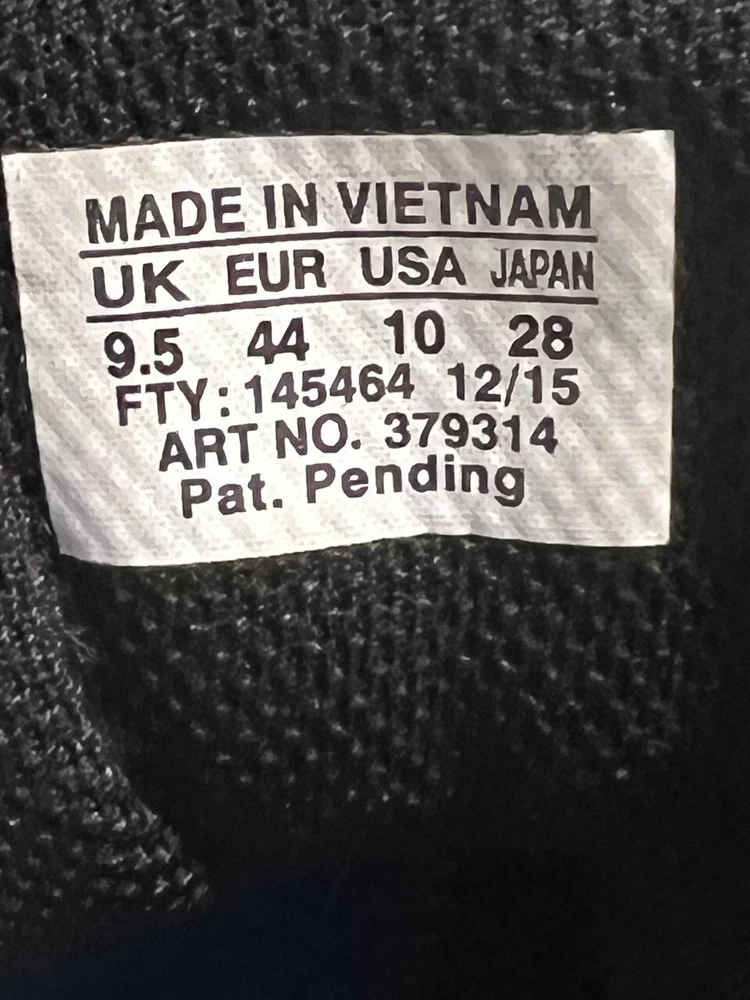 MADE IN VIETNAM
UK EUR USA JAPAN
9.5 44 10 28
FTY: 145464 12/15
ART NO. 379314
Pat. Pending